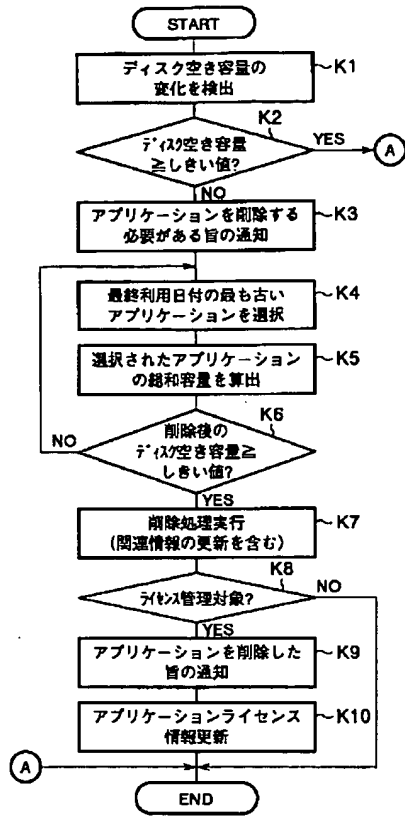 START
ディスク空き容量の
変化を検出
K1
K2
ﾃﾞｨｽｸ空き容量
≧しきい値?
YES
A
NO
アプリケーションを削除する
必要がある旨の通知
K3
最終利用日付の最も古い
アプリケーションを選択
K4
選択されたアプリケーション
の総和容量を算出
K5
K6
削除後の
ﾃﾞｨｽｸ空き容量≧
しきい値?
NO
YES
削除処理実行
(関連情報の更新を含む)
K7
K8
ﾗｲｾﾝｽ管理対象?
NO
YES
アプリケーションを削除した
旨の通知
K9
アプリケーションライセンス
情報更新
K10
A
END